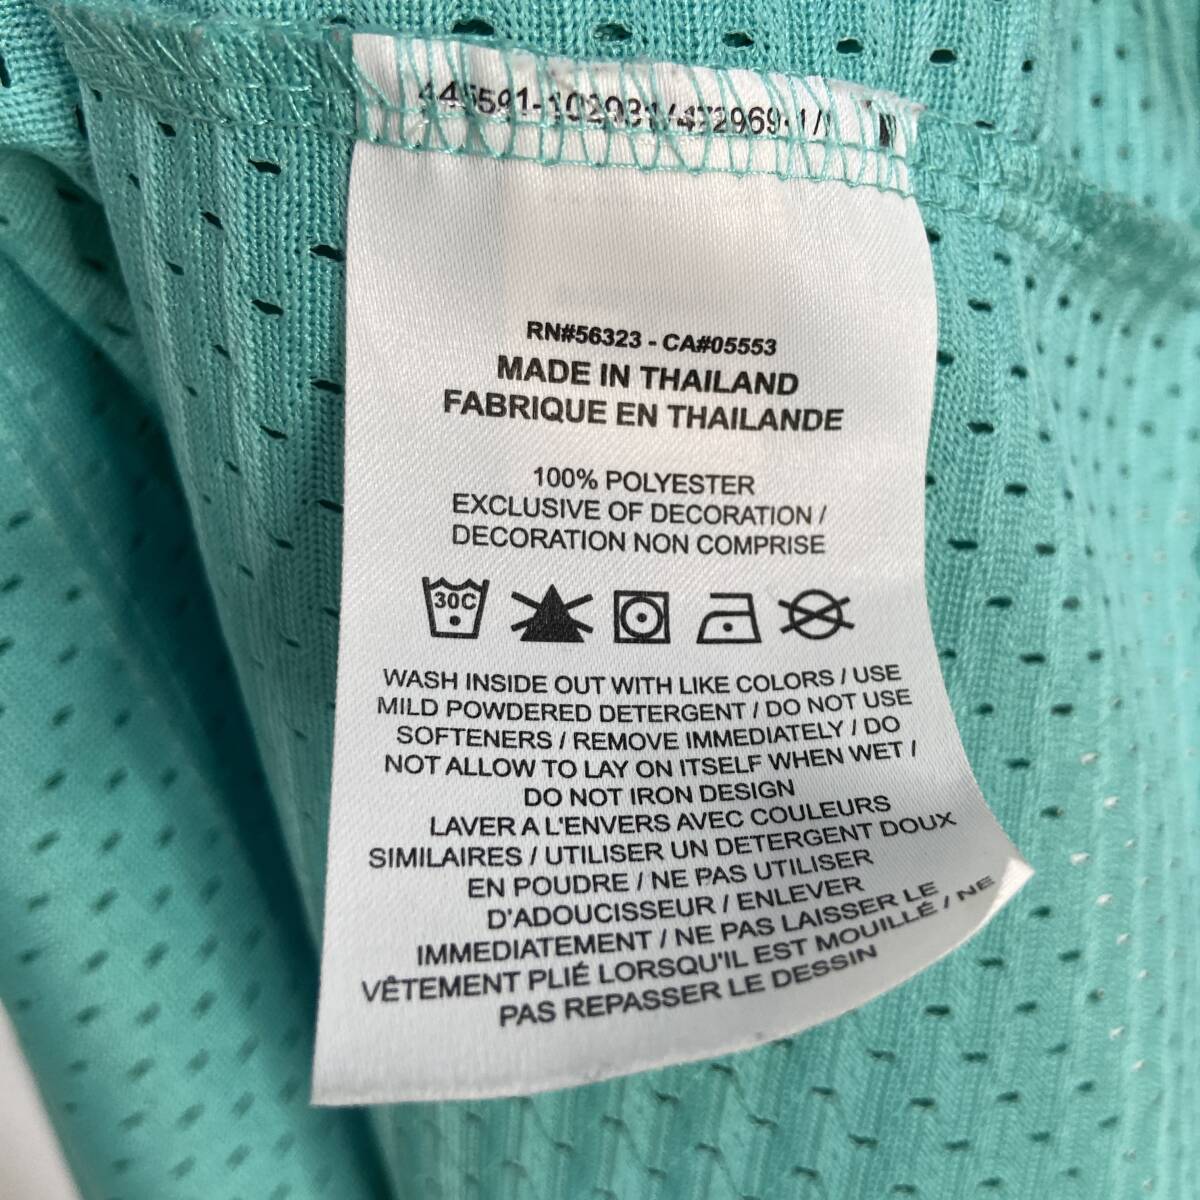 RN#56323 - CA#05553
MADE IN THAILAND
FABRIQUE EN THAILANDE
100% POLYESTER
EXCLUSIVE OF DECORATION /
DECORATION NON COMPRISE
30C
WASH INSIDE OUT WITH LIKE COLORS / USE
MILD POWDERED DETERGENT / DO NOT USE
SOFTENERS / REMOVE IMMEDIATELY / DO
NOT ALLOW TO LAY ON ITSELF WHEN WET /
DO NOT IRON DESIGN
LAVER A L'ENVERS AVEC COULEURS
SIMILAIRES / UTILISER UN DETERGENT DOUX
EN POUDRE / NE PAS UTILISER
D'ADOUCISSEUR / ENLEVER
IMMEDIATEMENT / NE PAS LAISSER LE
VÊTEMENT PLIÉ LORSQU'IL EST MOUILLÉ / NE
PAS REPASSER LE DESSIN